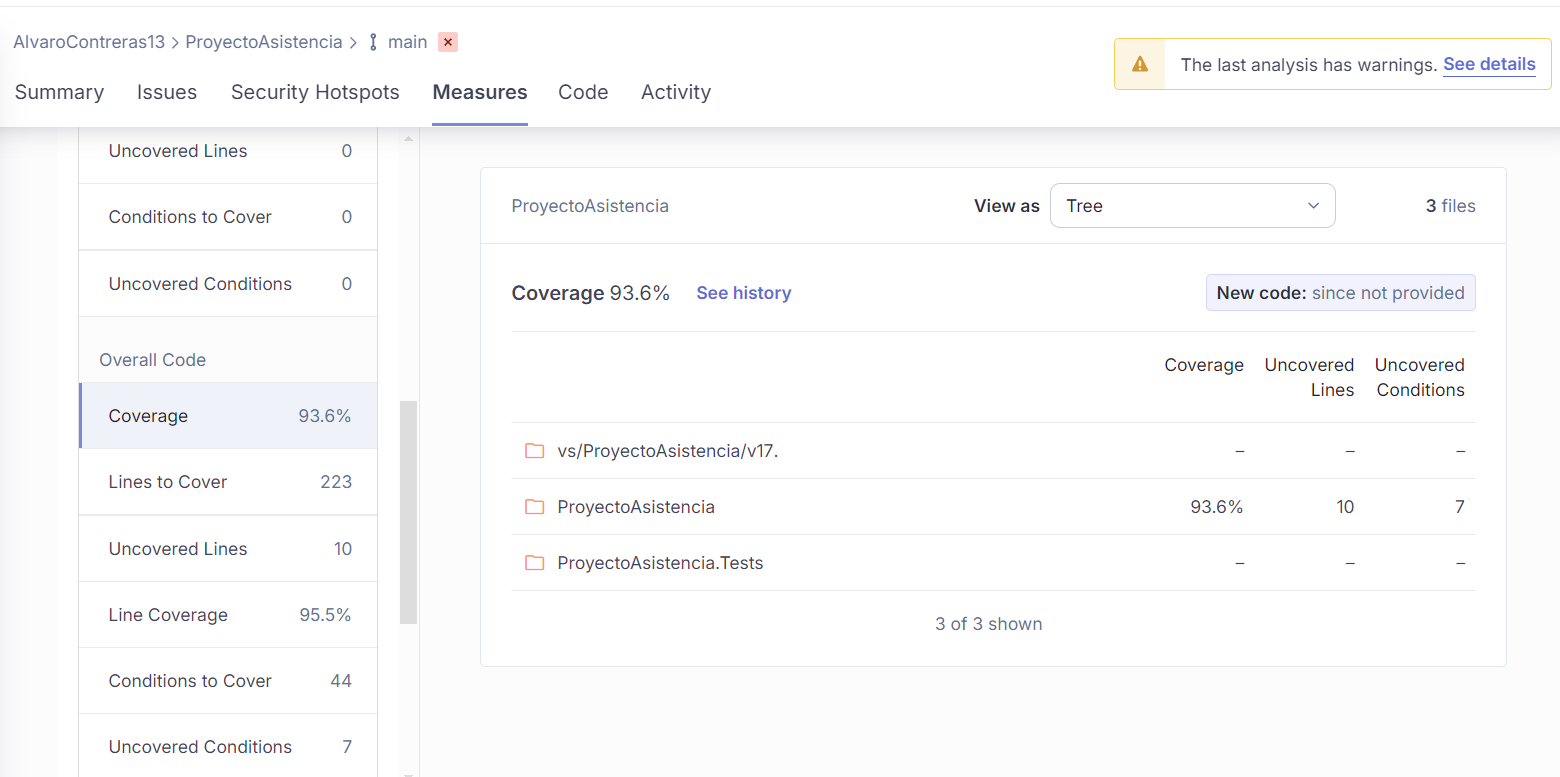 AlvaroContreras13 > ProyectoAsistencia > main
The last analysis has warnings. See details
Summary Issues Security Hotspots Measures Code Activity
Uncovered Lines 0
Conditions to Cover 0
Uncovered Conditions 0
Overall Code
Coverage 93.6%
Lines to Cover 223
Uncovered Lines 10
Line Coverage 95.5%
Conditions to Cover 44
Uncovered Conditions 7
ProyectoAsistencia View as Tree 3 files
Coverage 93.6% See history New code: since not provided
Coverage Uncovered Uncovered
Lines Conditions
vs/ProyectoAsistencia/v17. – – –
ProyectoAsistencia 93.6% 10 7
ProyectoAsistencia.Tests – – –
3 of 3 shown